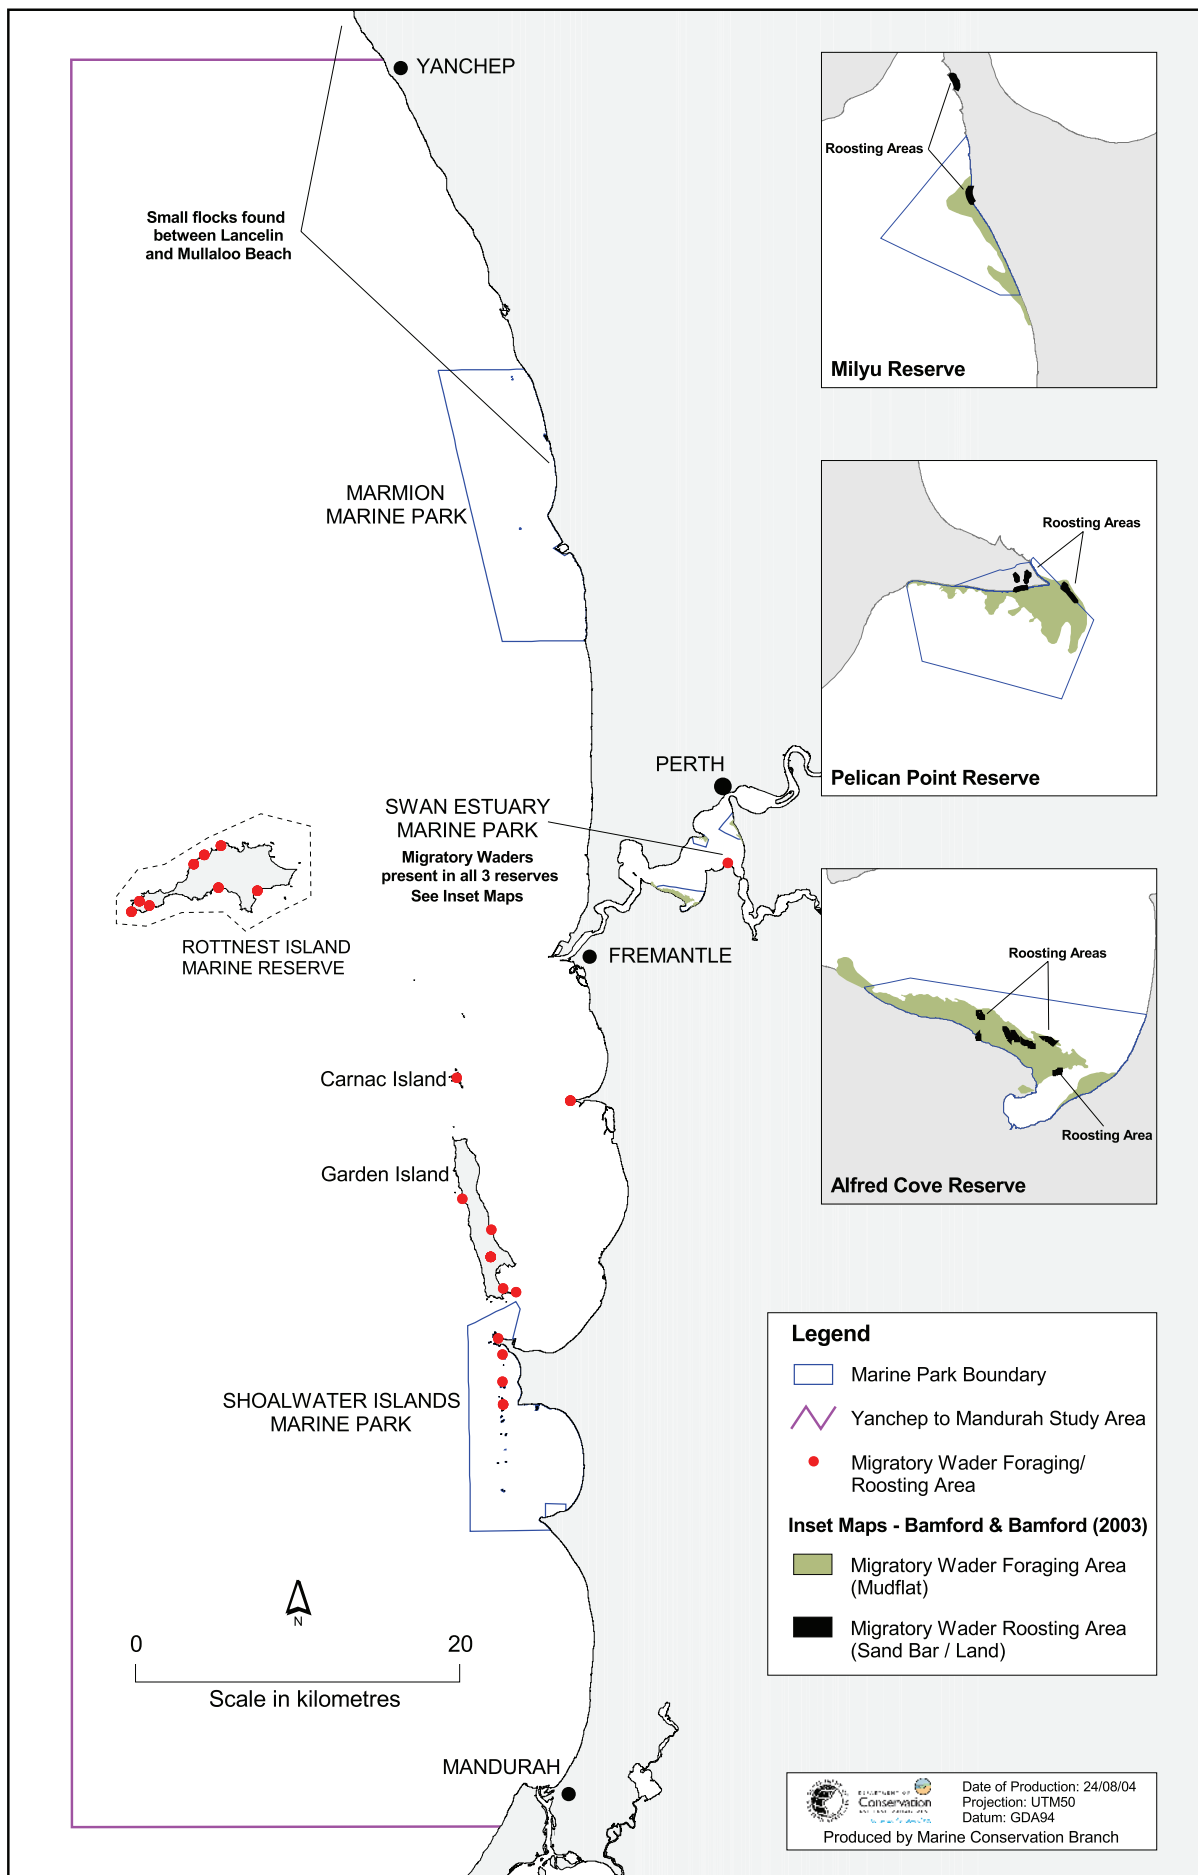 YANCHEP
Small flocks found
between Lancelin
and Mullaloo Beach
MARMION
MARINE PARK
PERTH
SWAN ESTUARY
MARINE PARK
Migratory Waders
present in all 3 reserves
See Inset Maps
ROTTNEST ISLAND
MARINE RESERVE
FREMANTLE
Carnac Island
Garden Island
SHOALWATER ISLANDS
MARINE PARK
N
0 20
Scale in kilometres
MANDURAH
Roosting Areas
Milyu Reserve
Roosting Areas
Pelican Point Reserve
Roosting Areas
Roosting Area
Alfred Cove Reserve
Legend
Marine Park Boundary
Yanchep to Mandurah Study Area
Migratory Wader Foraging/
Roosting Area
Inset Maps - Bamford & Bamford (2003)
Migratory Wader Foraging Area
(Mudflat)
Migratory Wader Roosting Area
(Sand Bar / Land)
DEPARTMENT OF
Conservation
Date of Production: 24/08/04
Projection: UTM50
Datum: GDA94
Produced by Marine Conservation Branch